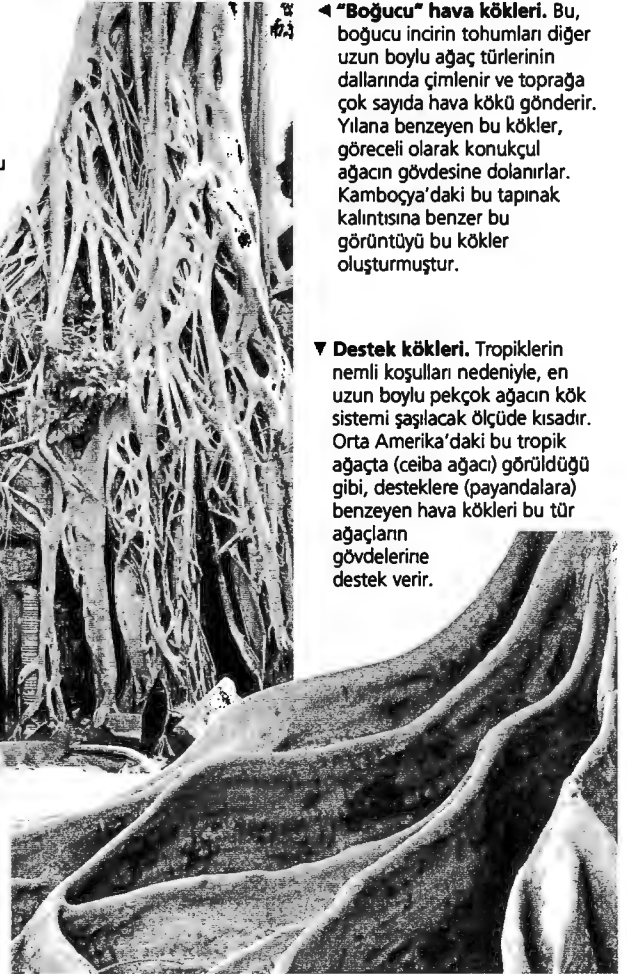 ◄ "Boğucu" hava kökleri. Bu,
boğucu incirin tohumları diğer
uzun boylu ağaç türlerinin
dallarında çimlenir ve toprağa
çok sayıda hava kökü gönderir.
Yılana benzeyen bu kökler,
göreceli olarak konukçul
ağacın gövdesine dolanırlar.
Kamboçya'daki bu tapınak
kalıntısına benzer bu
görüntüyü bu kökler
oluşturmuştur.
▼ Destek kökleri. Tropiklerin
nemli koşulları nedeniyle, en
uzun boylu pekçok ağacın kök
sistemi şaşılacak ölçüde kısadır.
Orta Amerika'daki bu tropik
ağaçta (ceiba ağacı) görüldüğü
gibi, desteklere (payandalara)
benzeyen hava kökleri bu tür
ağaçların
gövdelerine
destek verir.